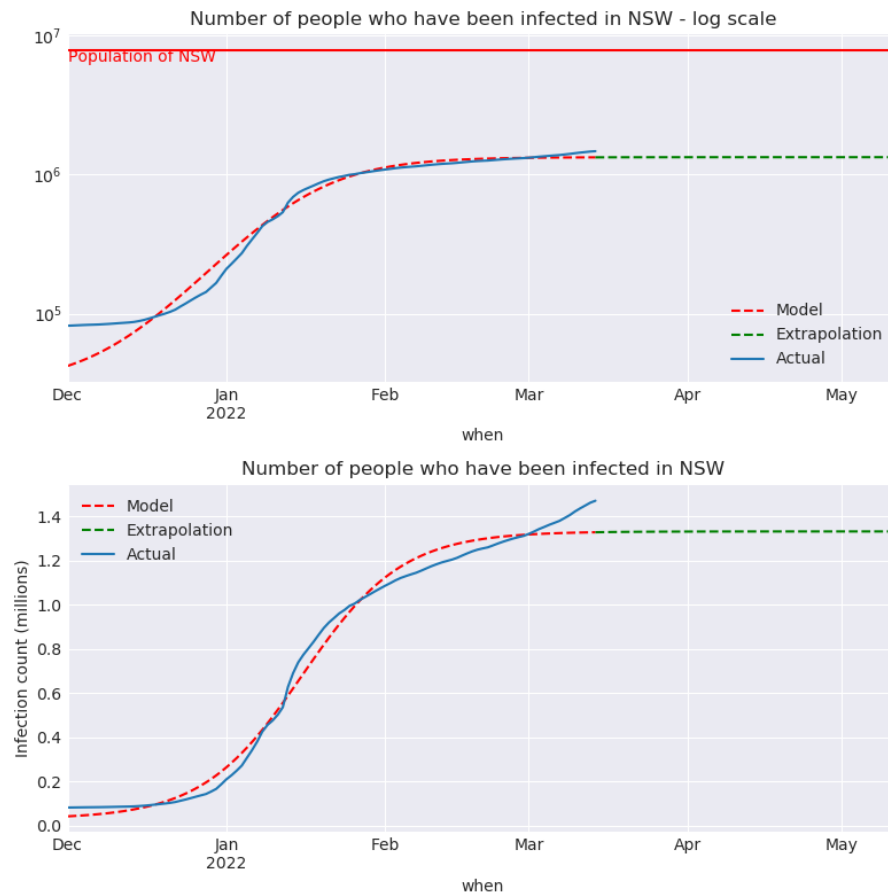 Number of people who have been infected in NSW - log scale
10⁷
Population of NSW
10⁶
10⁵
Model
Extrapolation
Actual
Dec Jan Feb Mar Apr May
2022
when
Number of people who have been infected in NSW
Model
Extrapolation
Actual
1.4
1.2
1.0
0.8
0.6
0.4
0.2
0.0
Infection count (millions)
Dec Jan Feb Mar Apr May
2022
when